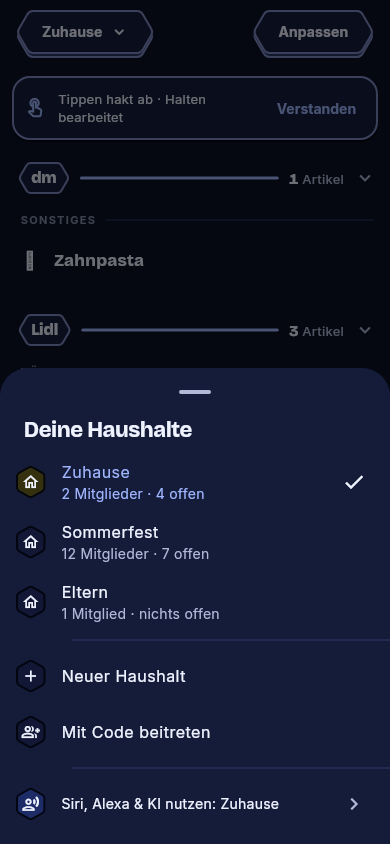 Zuhause
Anpassen
Tippen hakt ab · Halten
bearbeitet
Verstanden
dm
1 Artikel
SONSTIGES
Zahnpasta
Lidl
3 Artikel
Deine Haushalte
Zuhause
2 Mitglieder · 4 offen
Sommerfest
12 Mitglieder · 7 offen
Eltern
1 Mitglied · nichts offen
Neuer Haushalt
Mit Code beitreten
Siri, Alexa & KI nutzen: Zuhause